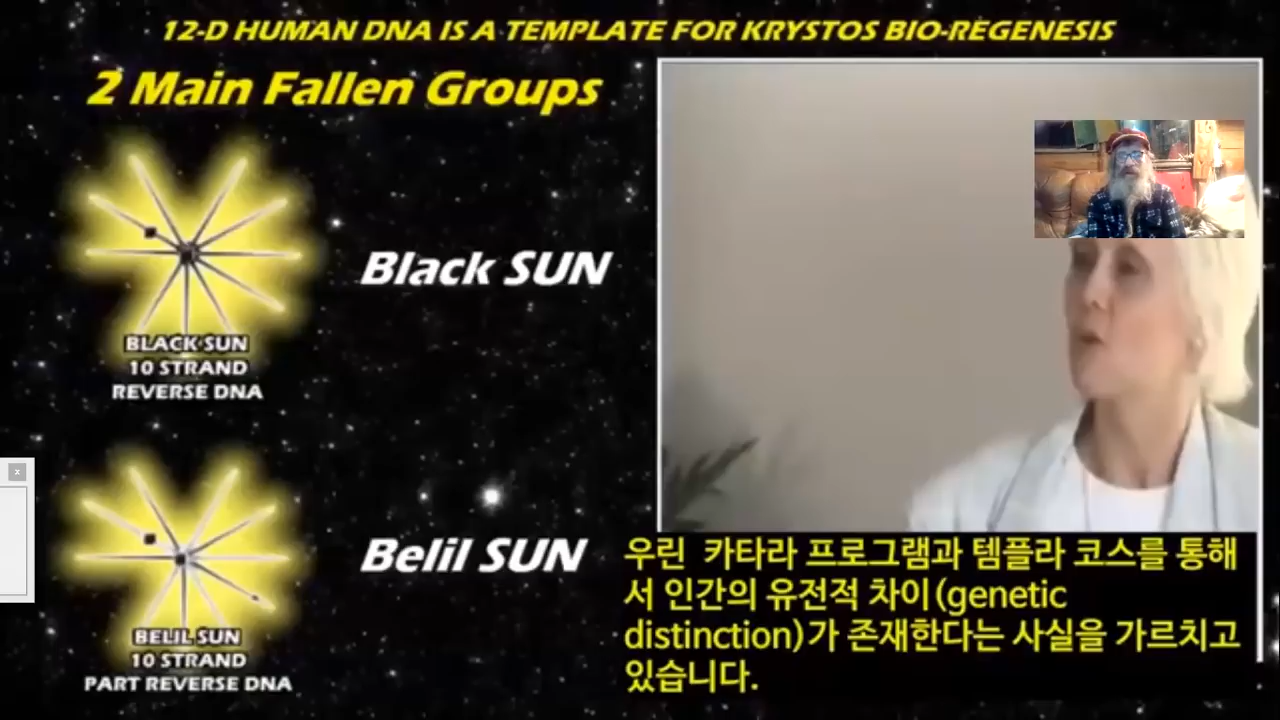 12-D HUMAN DNA IS A TEMPLATE FOR KRYSTOS BIO-REGENESIS
2 Main Fallen Groups
Black SUN
BLACK SUN
10 STRAND
REVERSE DNA
Belil SUN
BELIL SUN
10 STRAND
PART REVERSE DNA
우린 카타라 프로그램과 템플라 코스를 통해
서 인간의 유전적 차이(genetic
distinction)가 존재한다는 사실을 가르치고
있습니다.
x